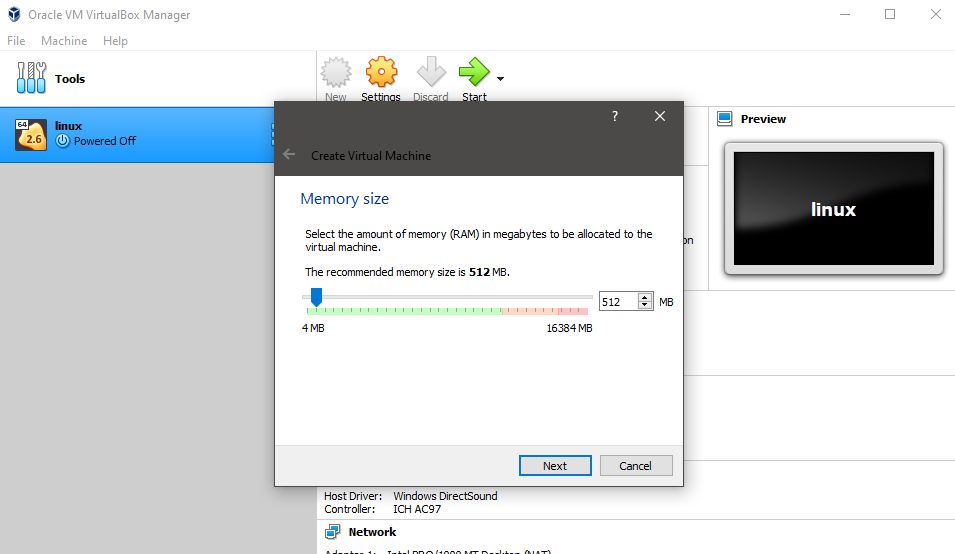 Oracle VM VirtualBox Manager
File Machine Help
Tools
New Settings Discard Start
64
2.6
linux
Powered Off
Preview
linux
?
Create Virtual Machine
Memory size
Select the amount of memory (RAM) in megabytes to be allocated to the
virtual machine.
The recommended memory size is 512 MB.
512 MB
4 MB 16384 MB
on
Next Cancel
Host Driver: Windows DirectSound
Controller: ICH AC97
Network
Adapter 1: Intel PRO/1000 MT Desktop (NAT)